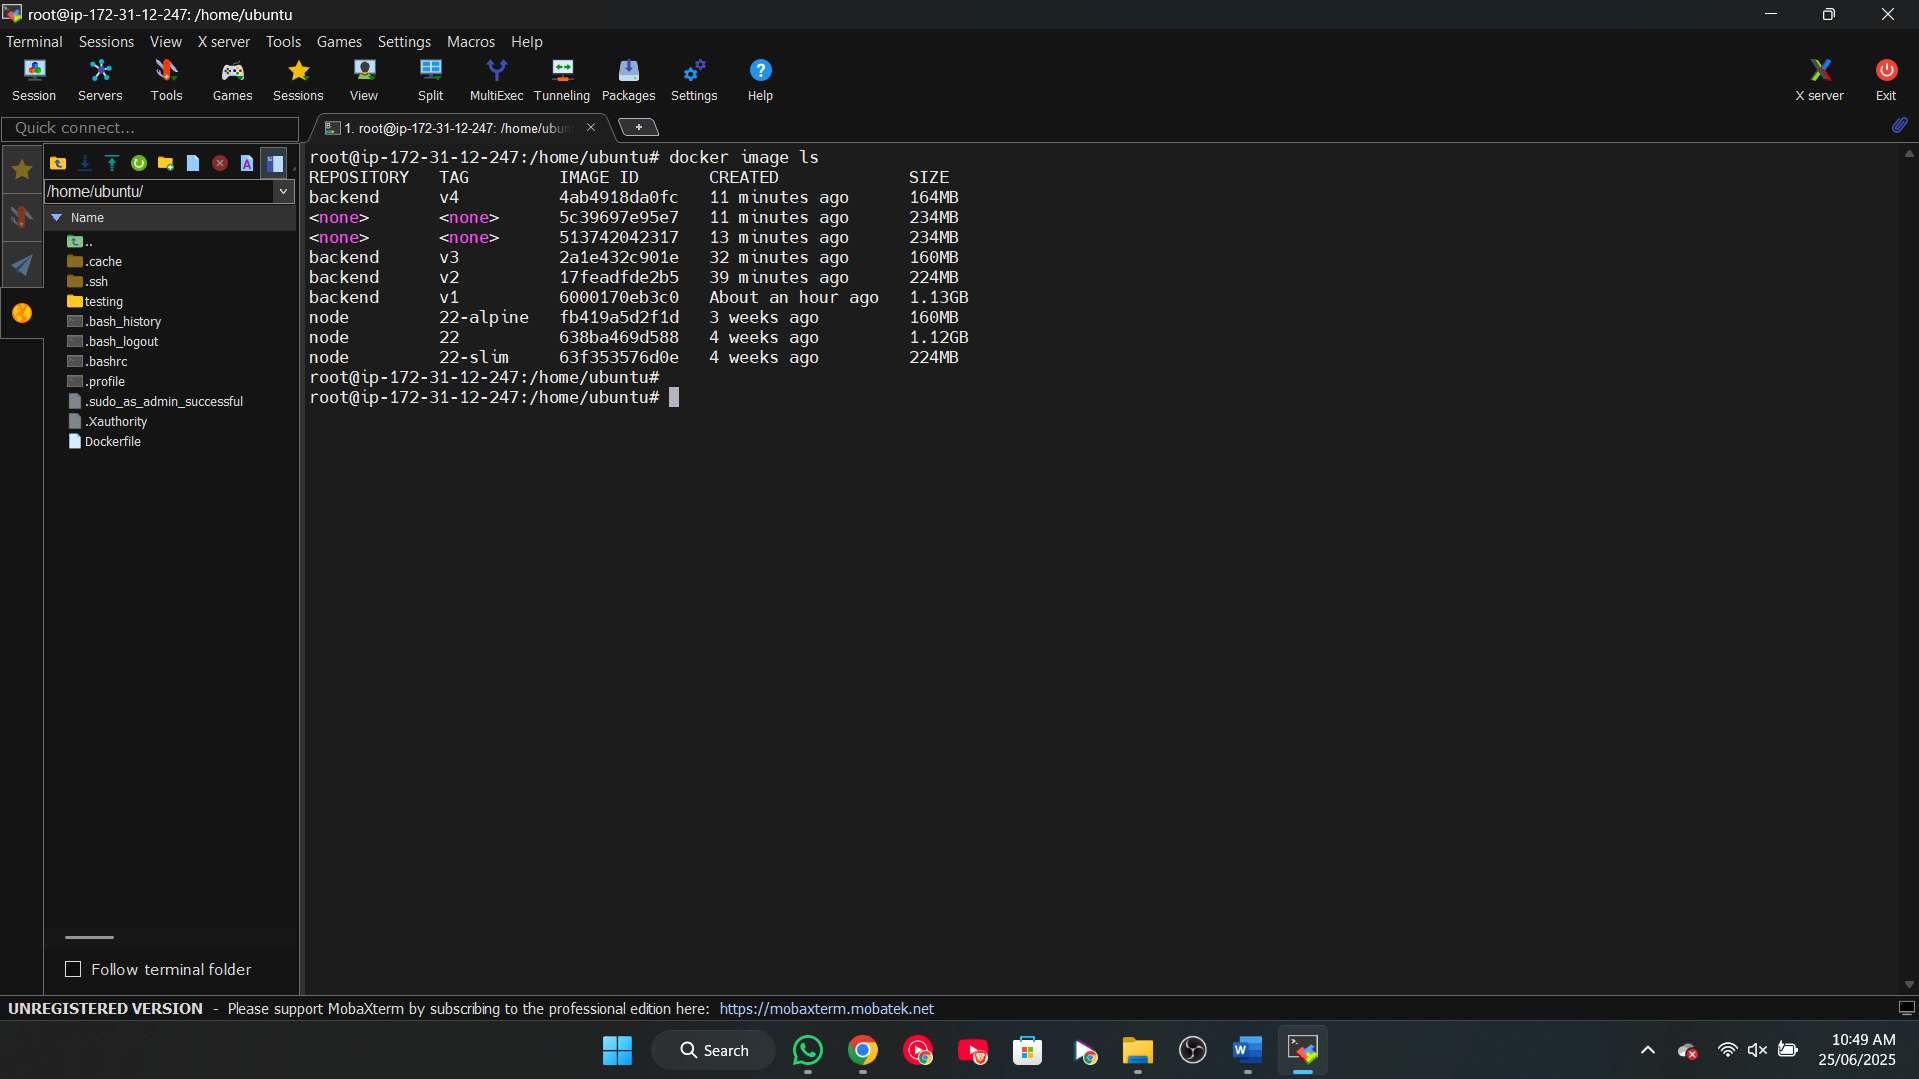 root@ip-172-31-12-247: /home/ubuntu
Terminal Sessions View X server Tools Games Settings Macros Help
Session Servers Tools Games Sessions View Split MultiExec Tunneling Packages Settings Help X server Exit
Quick connect...
1. root@ip-172-31-12-247: /home/ubun
/home/ubuntu/
Name
..
.cache
.ssh
testing
.bash_history
.bash_logout
.bashrc
.profile
.sudo_as_admin_successful
.Xauthority
Dockerfile
Follow terminal folder
root@ip-172-31-12-247:/home/ubuntu# docker image ls
REPOSITORY TAG IMAGE ID CREATED SIZE
backend v4 4ab4918da0fc 11 minutes ago 164MB
<none> <none> 5c39697e95e7 11 minutes ago 234MB
<none> <none> 513742042317 13 minutes ago 234MB
backend v3 2a1e432c901e 32 minutes ago 160MB
backend v2 17feadfde2b5 39 minutes ago 224MB
backend v1 6000170eb3c0 About an hour ago 1.13GB
node 22-alpine fb419a5d2f1d 3 weeks ago 160MB
node 22 638ba469d588 4 weeks ago 1.12GB
node 22-slim 63f353576d0e 4 weeks ago 224MB
root@ip-172-31-12-247:/home/ubuntu#
root@ip-172-31-12-247:/home/ubuntu#
UNREGISTERED VERSION - Please support MobaXterm by subscribing to the professional edition here: https://mobaxterm.mobatek.net
Search
10:49 AM
25/06/2025